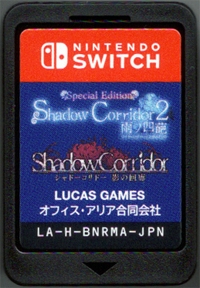 NINTENDO
SWITCH
Special Edition
Shadow Corridor 2
雨ノ四葩
Shadow Corridor
シャドーコリドー 影の回廊
LUCAS GAMES
オフィス・アリア合同会社
LA-H-BNRMA-JPN